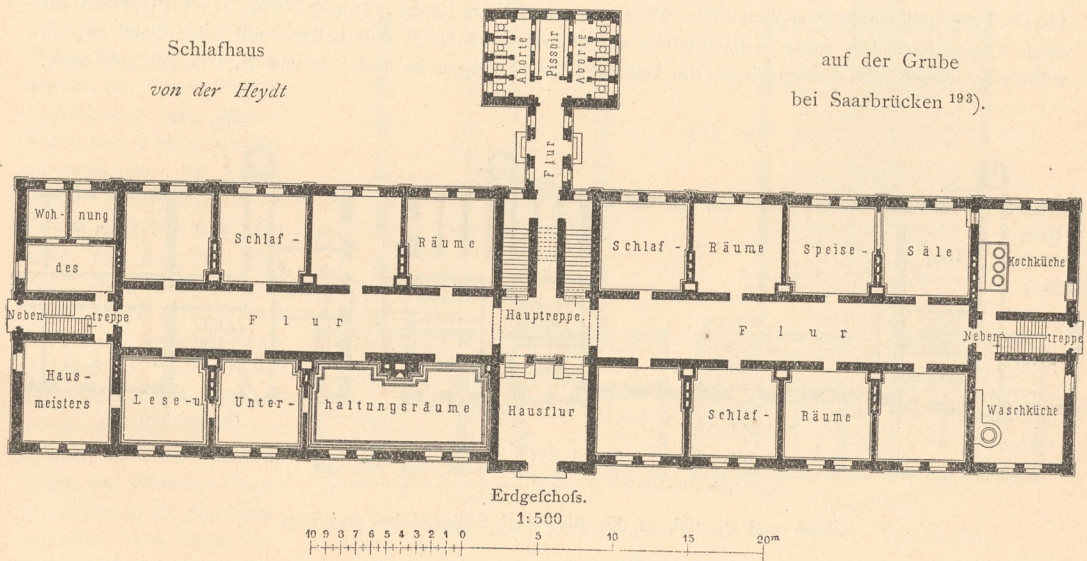 Schlafhaus
von der Heydt
auf der Grube
bei Saarbrücken ¹⁹³).
Aborte
Pissoir
Aborte
Flur
Woh- nung
des
Schlaf- Räume
Schlaf- Räume
Speise- Säle
Kochküche
Neben treppe
Flur
Hauptreppe.
Flur
Neben treppe
Haus-
meisters
Lese-u. Unter- haltungsräume
Hausflur
Schlaf- Räume
Waschküche
Erdgeſchoſs.
1:500
10 9 8 7 6 5 4 3 2 1 0 5 10 15 20ᵐ